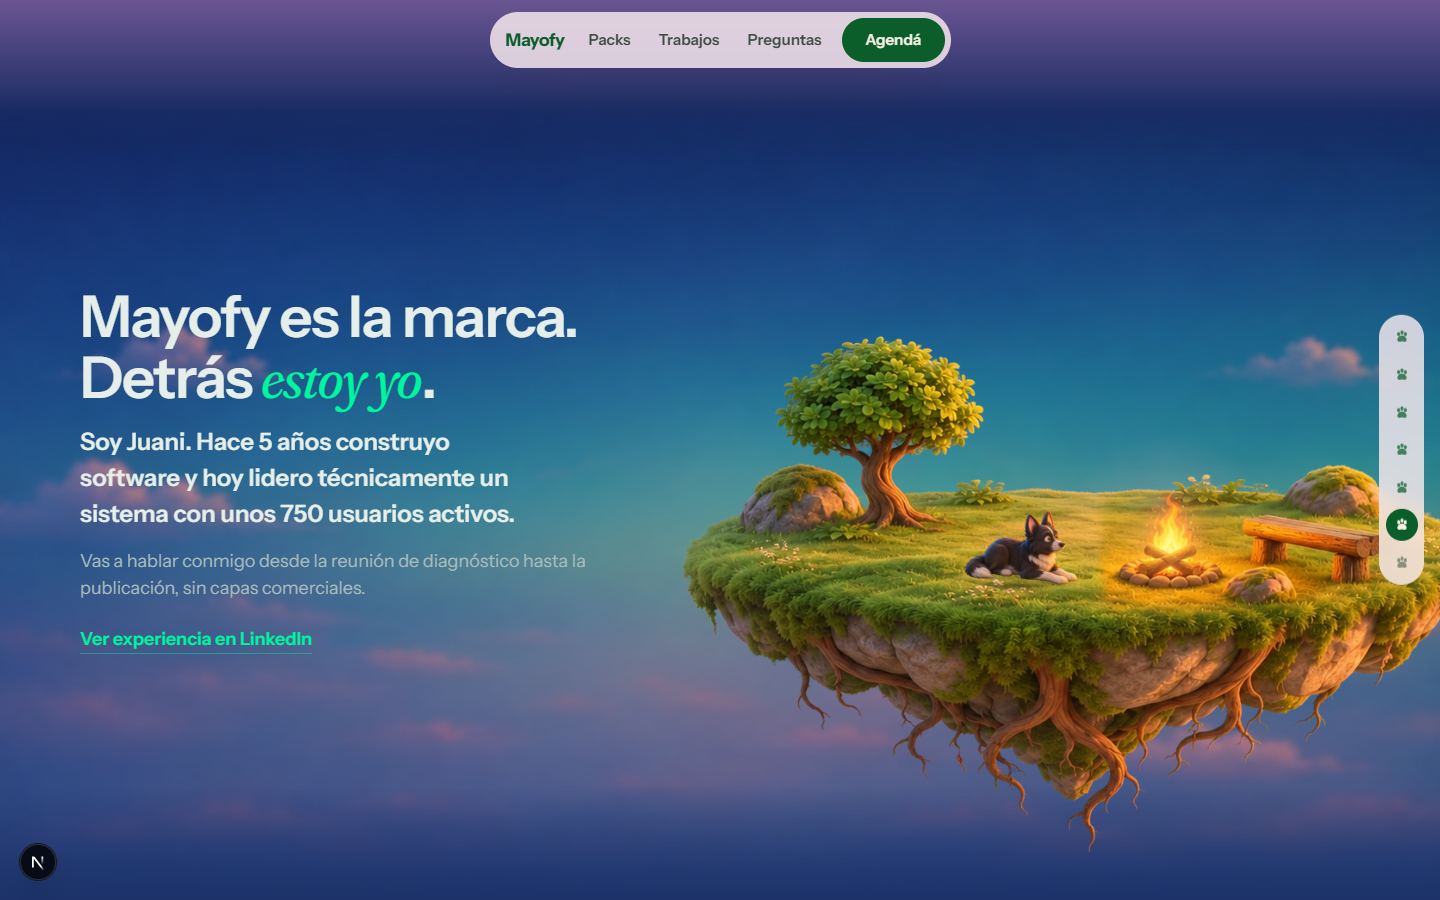 Mayofy Packs Trabajos Preguntas Agendá
Mayofy es la marca.
Detrás estoy yo.
Soy Juani. Hace 5 años construyo
software y hoy lidero técnicamente un
sistema con unos 750 usuarios activos.
Vas a hablar conmigo desde la reunión de diagnóstico hasta la
publicación, sin capas comerciales.
Ver experiencia en LinkedIn
N